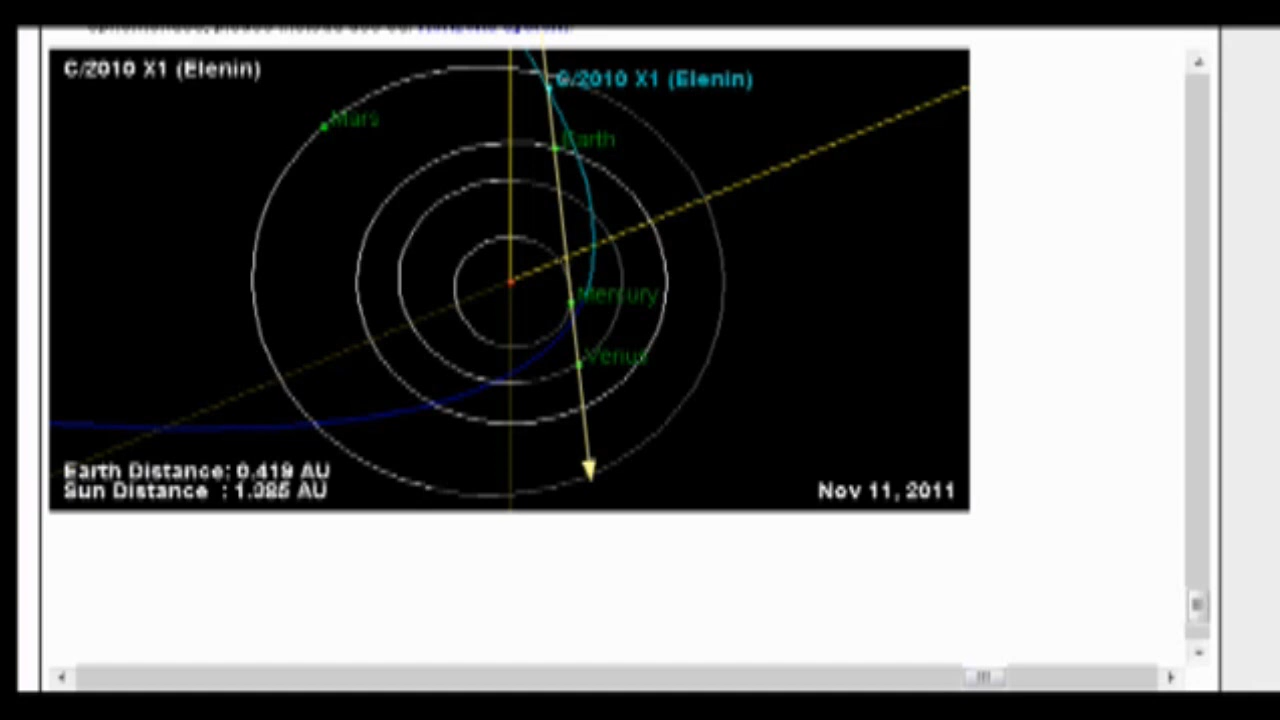 C/2010 X1 (Elenin)
C/2010 X1 (Elenin)
Mars
Earth
Mercury
Venus
Earth Distance: 0.419 AU
Sun Distance : 1.385 AU
Nov 11, 2011